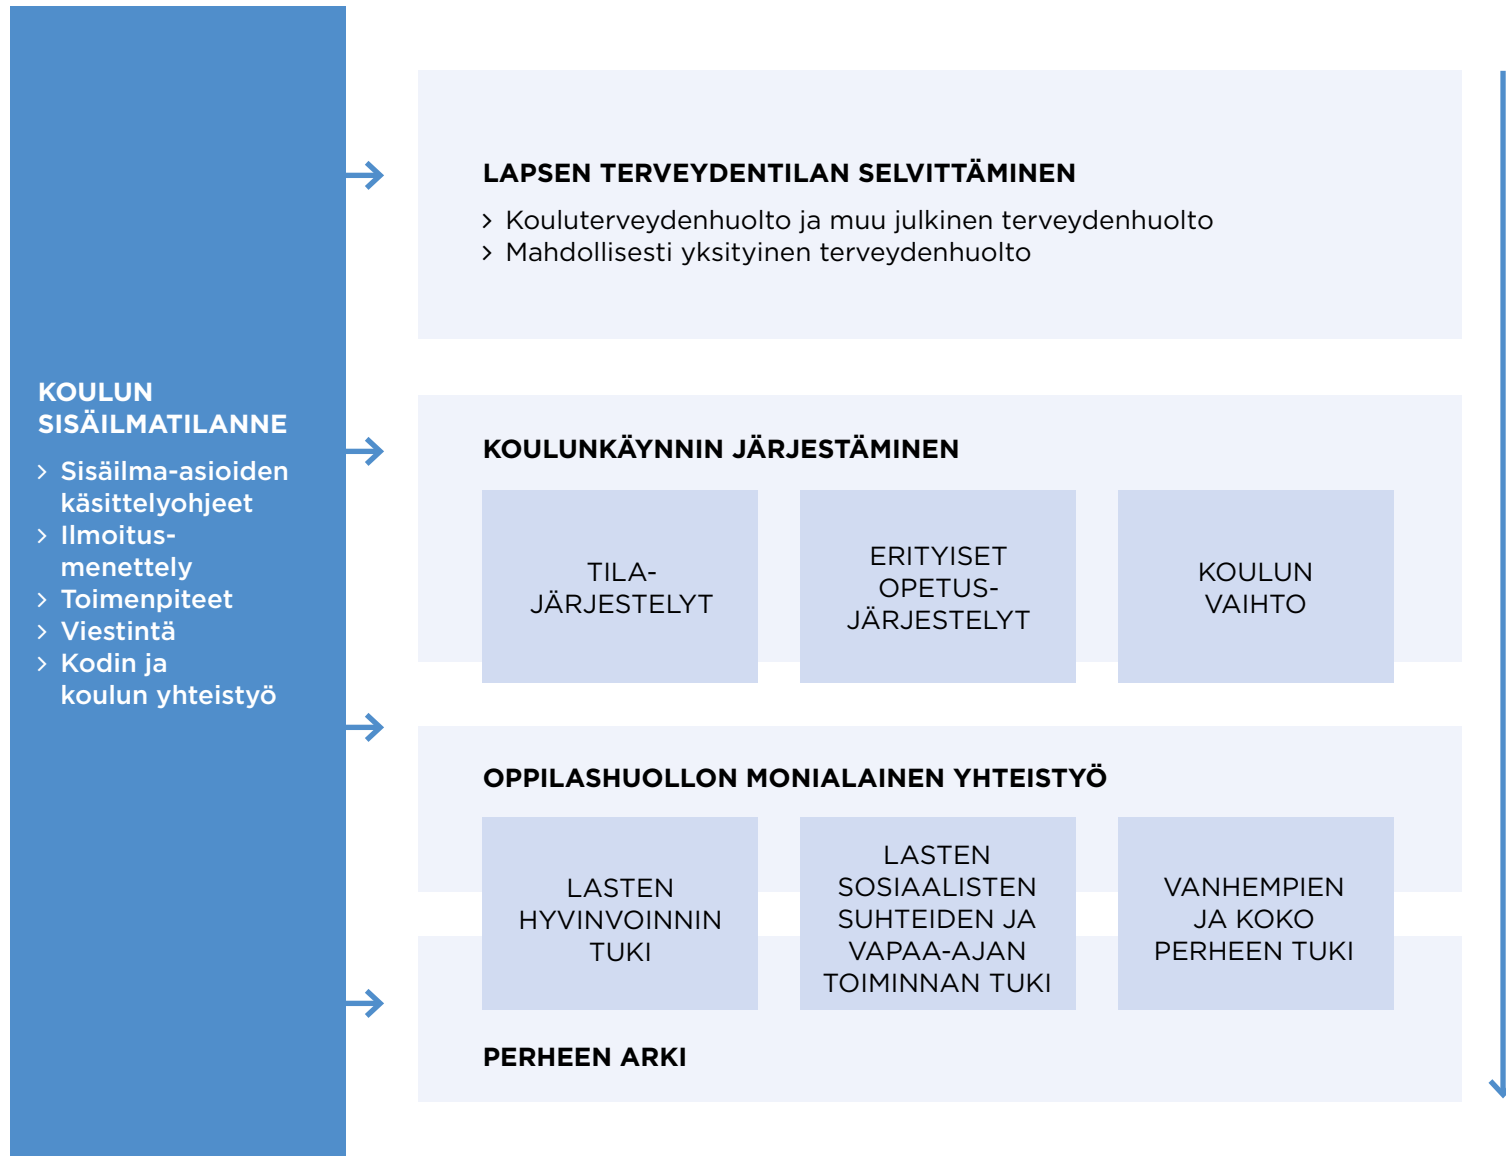 KOULUN
SISÄILMATILANNE
> Sisäilma-asioiden
käsittelyohjeet
> Ilmoitus-
menettely
> Toimenpiteet
> Viestintä
> Kodin ja
koulun yhteistyö
LAPSEN TERVEYDENTILAN SELVITTÄMINEN
> Kouluterveydenhuolto ja muu julkinen terveydenhuolto
> Mahdollisesti yksityinen terveydenhuolto
KOULUNKÄYNNIN JÄRJESTÄMINEN
TILA-
JÄRJESTELYT
ERITYISET
OPETUS-
JÄRJESTELYT
KOULUN
VAIHTO
OPPILASHUOLLON MONIALAINEN YHTEISTYÖ
LASTEN
HYVINVOINNIN
TUKI
LASTEN
SOSIAALISTEN
SUHTEIDEN JA
VAPAA-AJAN
TOIMINNAN TUKI
VANHEMPIEN
JA KOKO
PERHEEN TUKI
PERHEEN ARKI